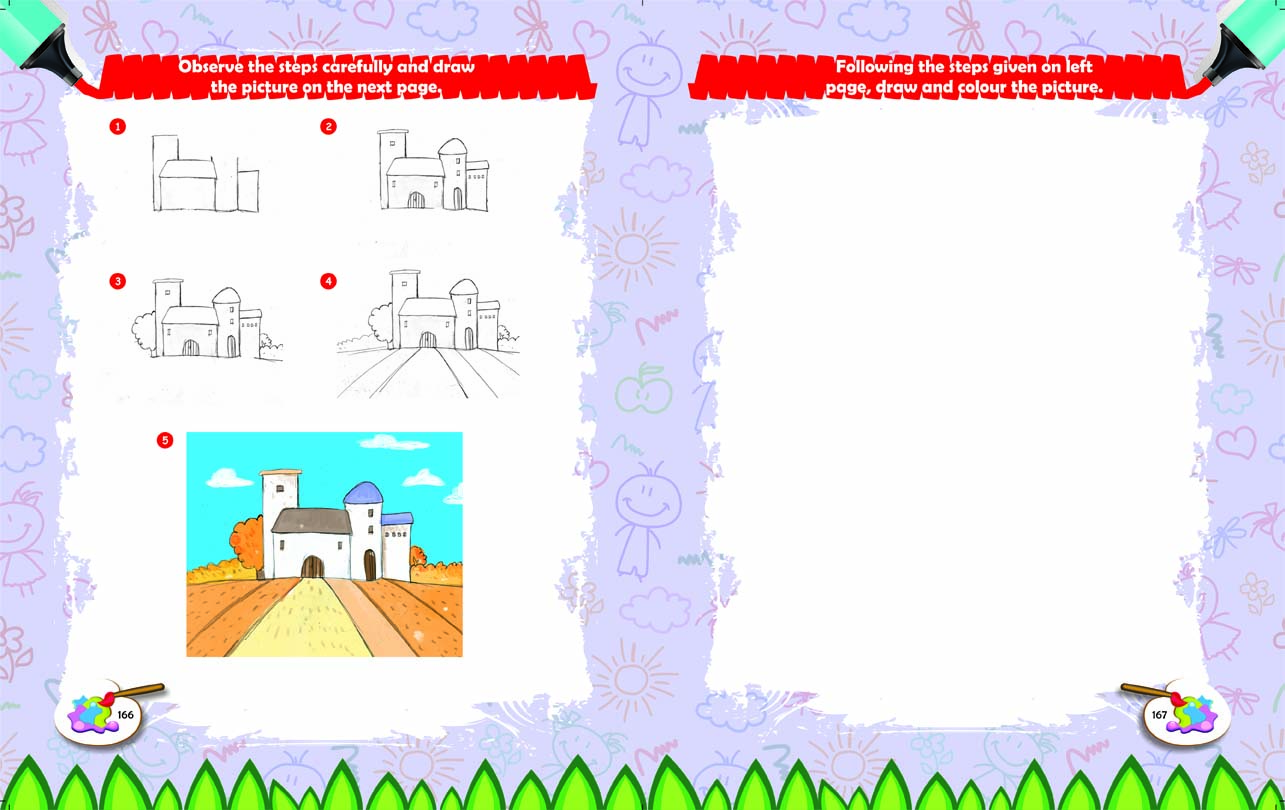 Observe the steps carefully and draw
the picture on the next page.
1
2
3
4
5
166
Following the steps given on left
page, draw and colour the picture.
167